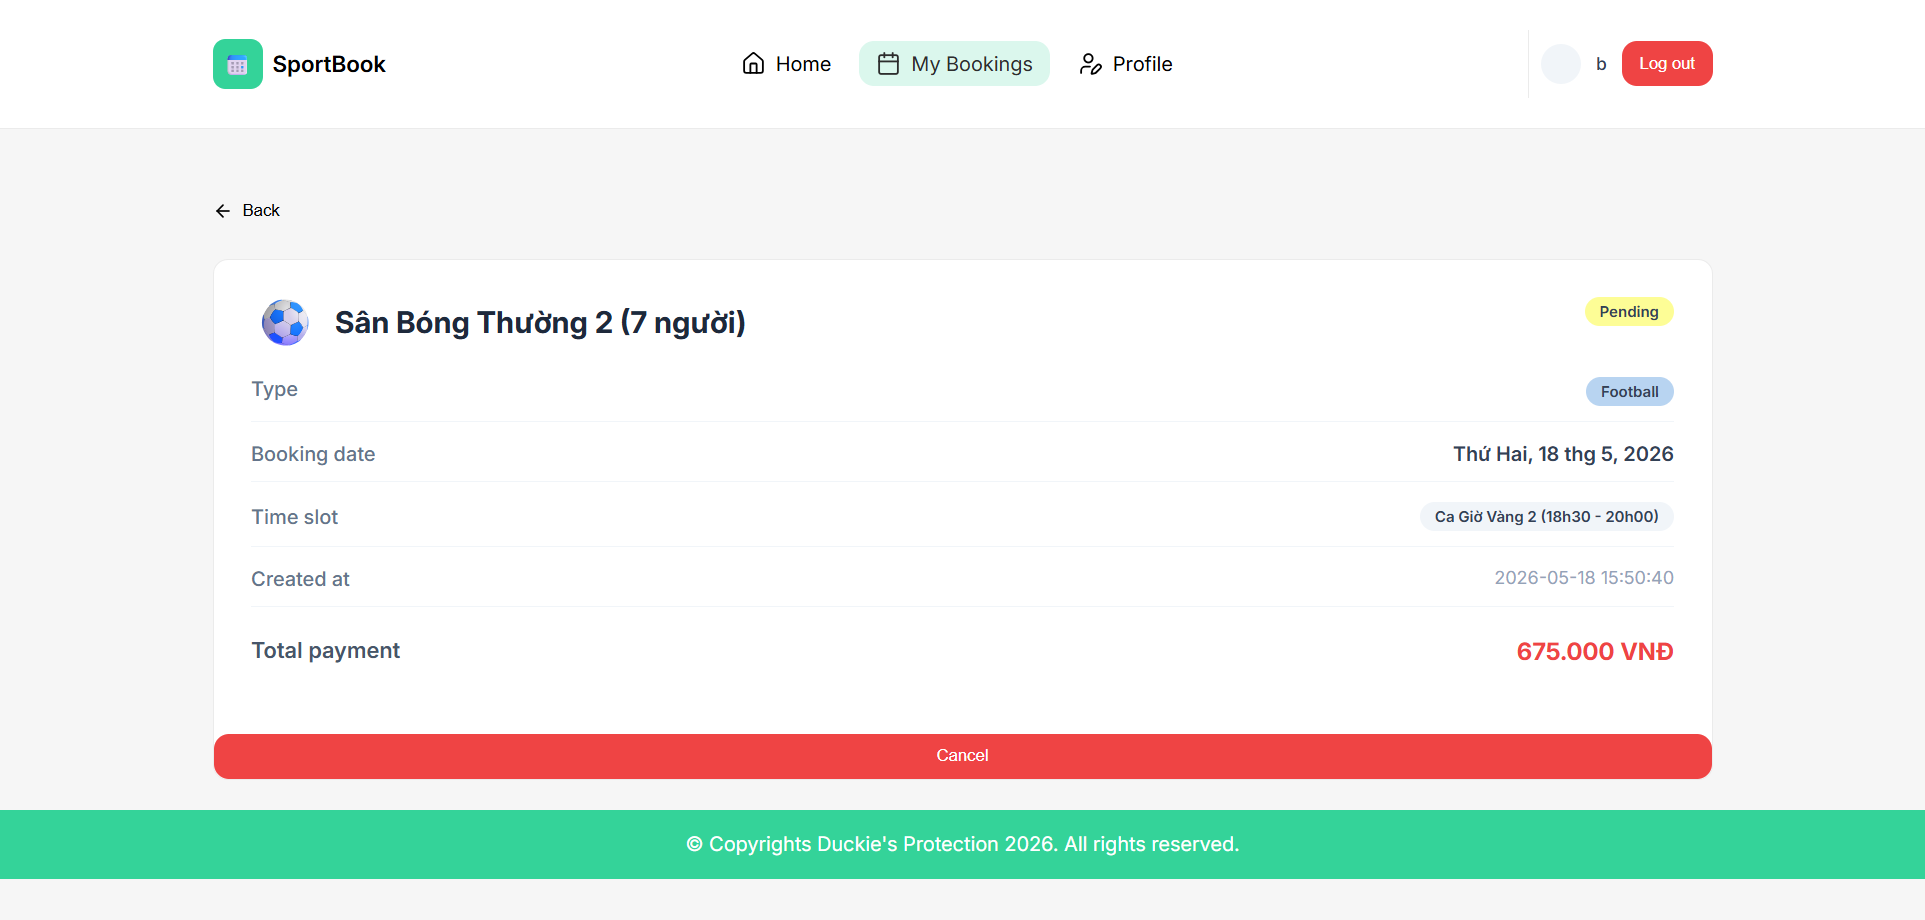 SportBook
Home
My Bookings
Profile
b
Log out
Back
Sân Bóng Thường 2 (7 người)
Pending
Type
Football
Booking date
Thứ Hai, 18 thg 5, 2026
Time slot
Ca Giờ Vàng 2 (18h30 - 20h00)
Created at
2026-05-18 15:50:40
Total payment
675.000 VNĐ
Cancel
© Copyrights Duckie's Protection 2026. All rights reserved.